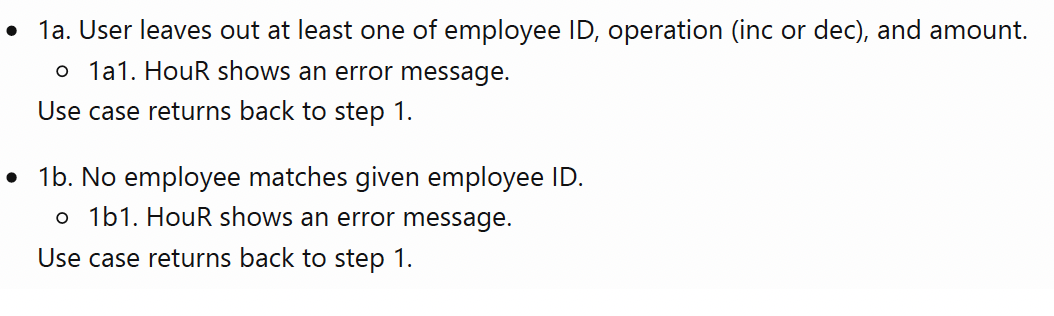 • 1a. User leaves out at least one of employee ID, operation (inc or dec), and amount.
○ 1a1. HouR shows an error message.
Use case returns back to step 1.
• 1b. No employee matches given employee ID.
○ 1b1. HouR shows an error message.
Use case returns back to step 1.